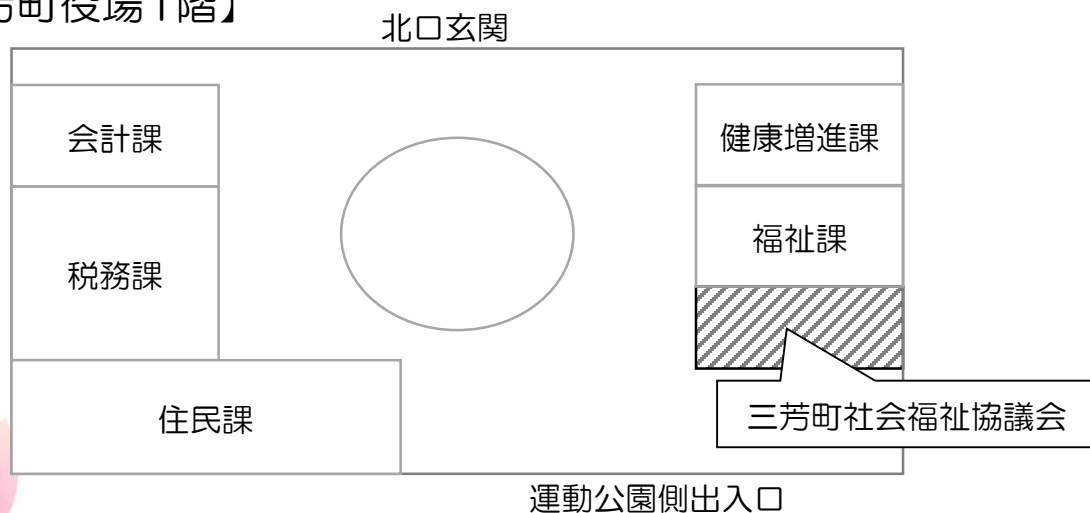 芳町役場1階】
北口玄関
会計課
健康増進課
税務課
福祉課
住民課
三芳町社会福祉協議会
運動公園側出入口